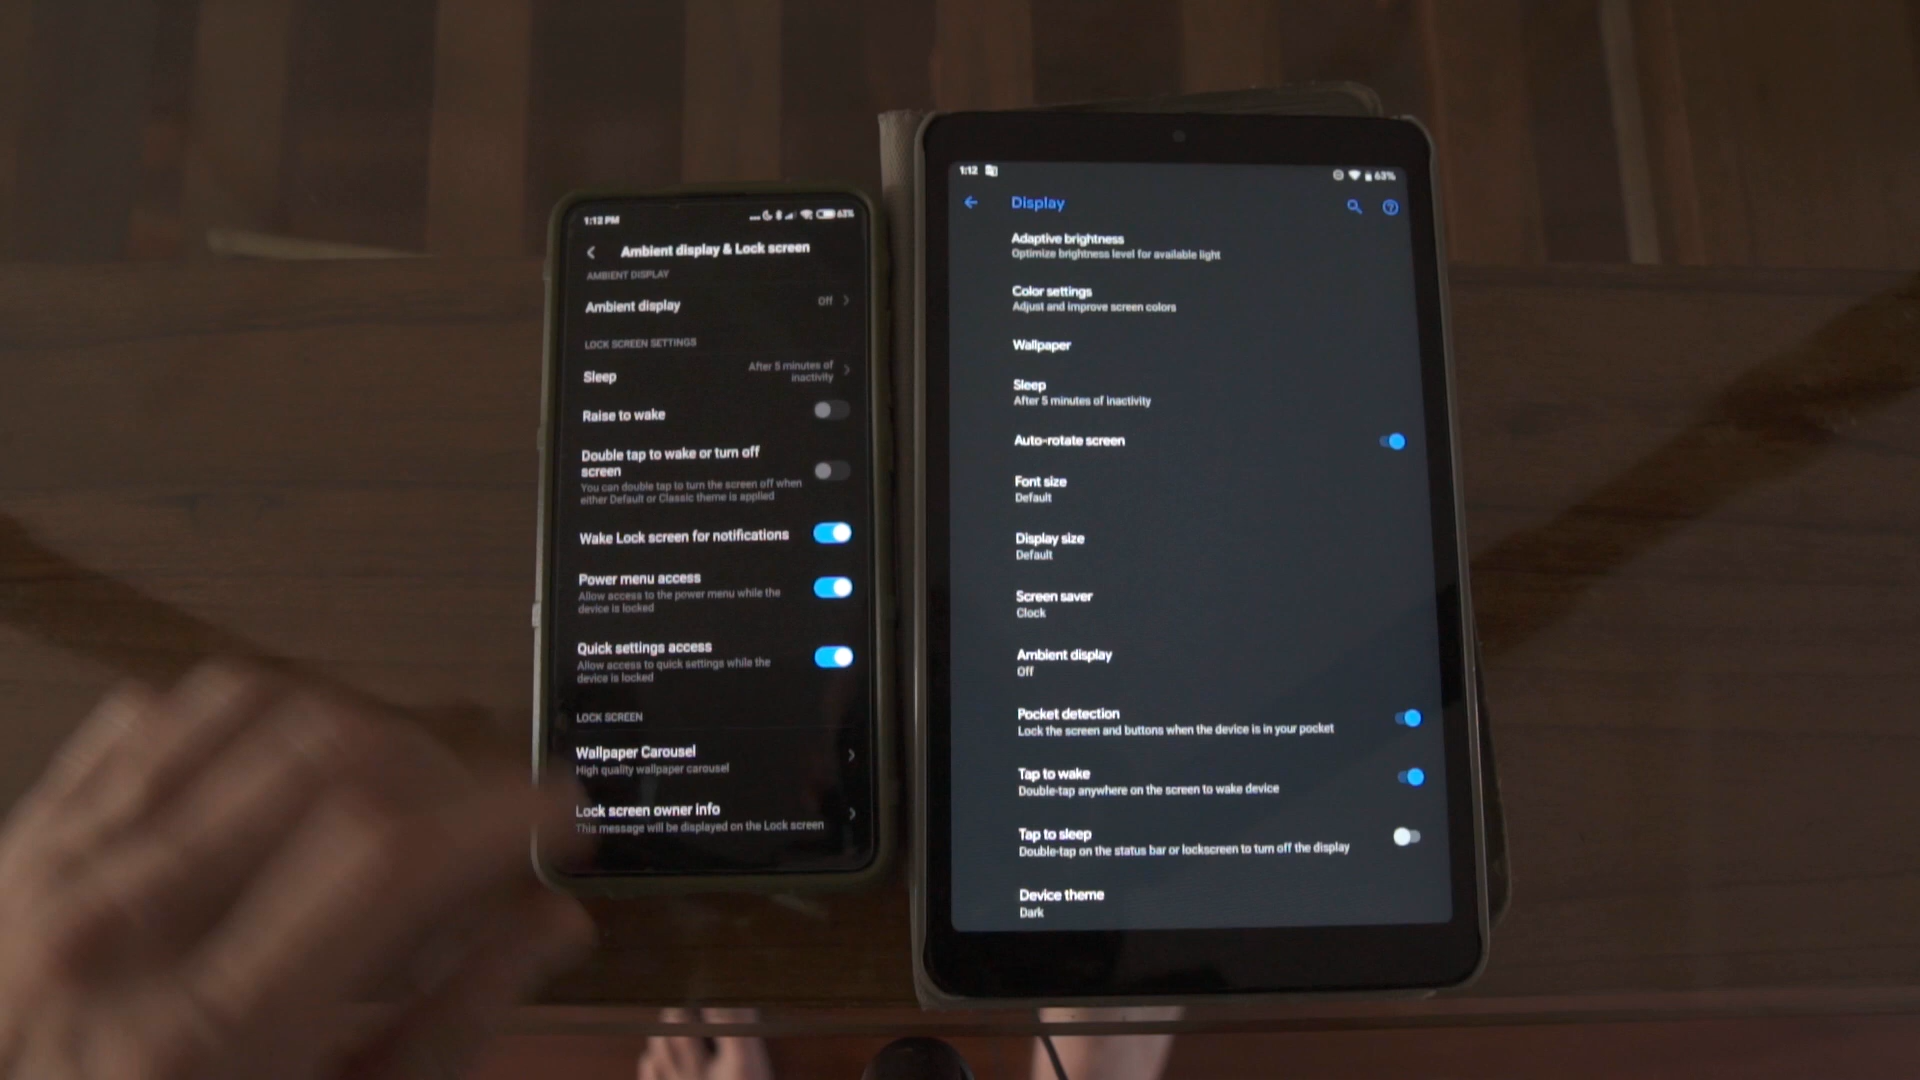 1:12 PM
63%
Ambient display & Lock screen
AMBIENT DISPLAY
Ambient display
Off
LOCK SCREEN SETTINGS
Sleep
After 5 minutes of
inactivity
Raise to wake
Double tap to wake or turn off
screen
You can double tap to turn the screen off when
either Default or Classic theme is applied
Wake Lock screen for notifications
Power menu access
Allow access to the power menu while the
device is locked
Quick settings access
Allow access to quick settings while the
device is locked
LOCK SCREEN
Wallpaper Carousel
High quality wallpaper carousel
Lock screen owner info
This message will be displayed on the Lock screen
1:12
63%
Display
Adaptive brightness
Optimize brightness level for available light
Color settings
Adjust and improve screen colors
Wallpaper
Sleep
After 5 minutes of inactivity
Auto-rotate screen
Font size
Default
Display size
Default
Screen saver
Clock
Ambient display
Off
Pocket detection
Lock the screen and buttons when the device is in your pocket
Tap to wake
Double-tap anywhere on the screen to wake device
Tap to sleep
Double-tap on the status bar or lockscreen to turn off the display
Device theme
Dark